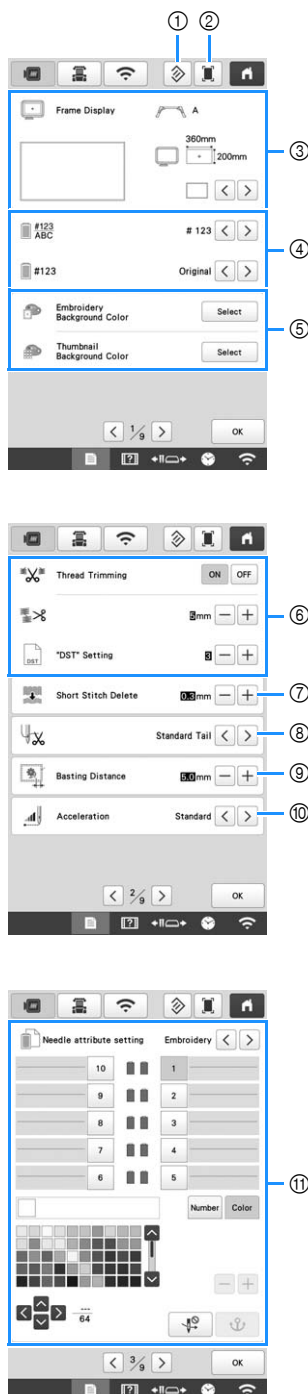 ① ②
Frame Display
A
360mm
200mm
③
#123
ABC
# 123
④
#123
Original
Embroidery
Background Color
Select
⑤
Thumbnail
Background Color
Select
1/9
OK
Thread Trimming
ON OFF
5mm
⑥
DST
"DST" Setting
3
Short Stitch Delete
0.3mm
⑦
Standard Tail
⑧
Basting Distance
5.0mm
⑨
Acceleration
Standard
⑩
2/9
OK
Needle attribute setting
Embroidery
10 1
9 2
8 3
7 4
6 5
⑪
Number Color
---
64
3/9
OK